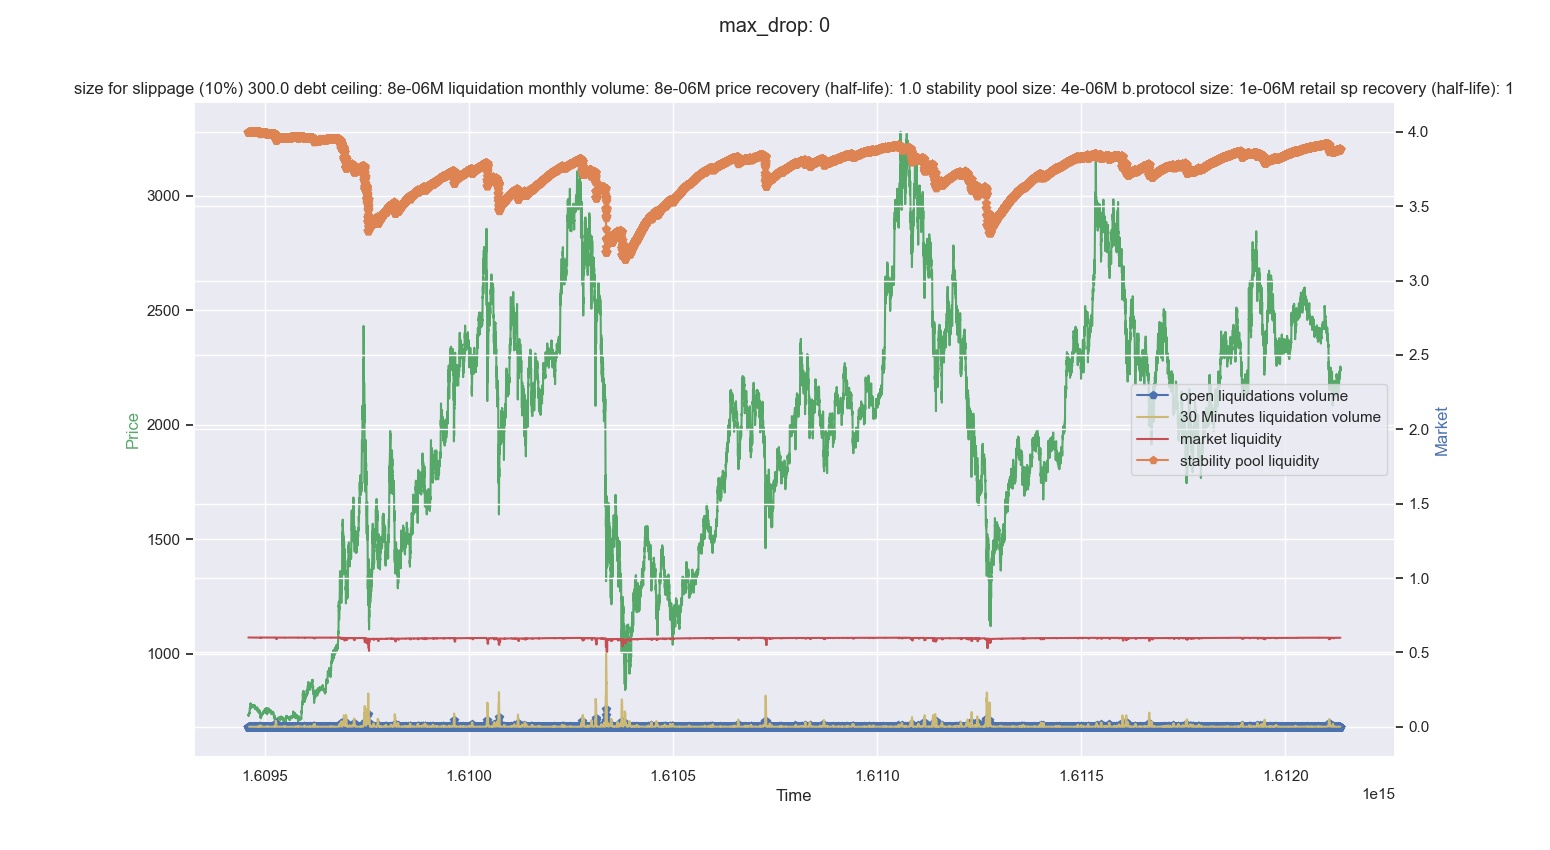 max_drop: 0
size for slippage (10%) 300.0 debt ceiling: 8e-06M liquidation monthly volume: 8e-06M price recovery (half-life): 1.0 stability pool size: 4e-06M b.protocol size: 1e-06M retail sp recovery (half-life): 1
4.0
3000
3.5
3.0
2500
2.5
open liquidations volume
30 Minutes liquidation volume
market liquidity
stability pool liquidity
Price
2000
2.0
Market
1.5
1500
1.0
1000
0.5
0.0
1.6095 1.6100 1.6105 1.6110 1.6115 1.6120
Time
1e15